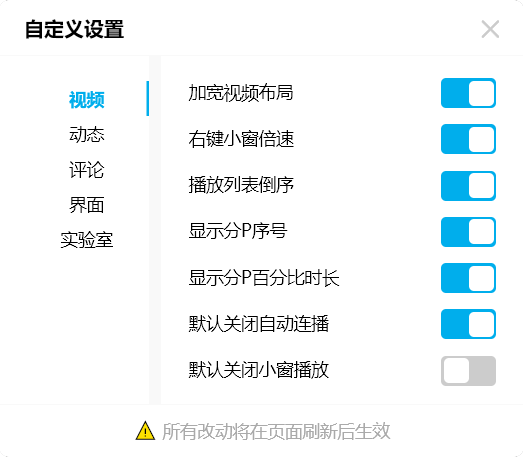 自定义设置
视频
动态
评论
界面
实验室
加宽视频布局
右键小窗倍速
播放列表倒序
显示分P序号
显示分P百分比时长
默认关闭自动连播
默认关闭小窗播放
所有改动将在页面刷新后生效